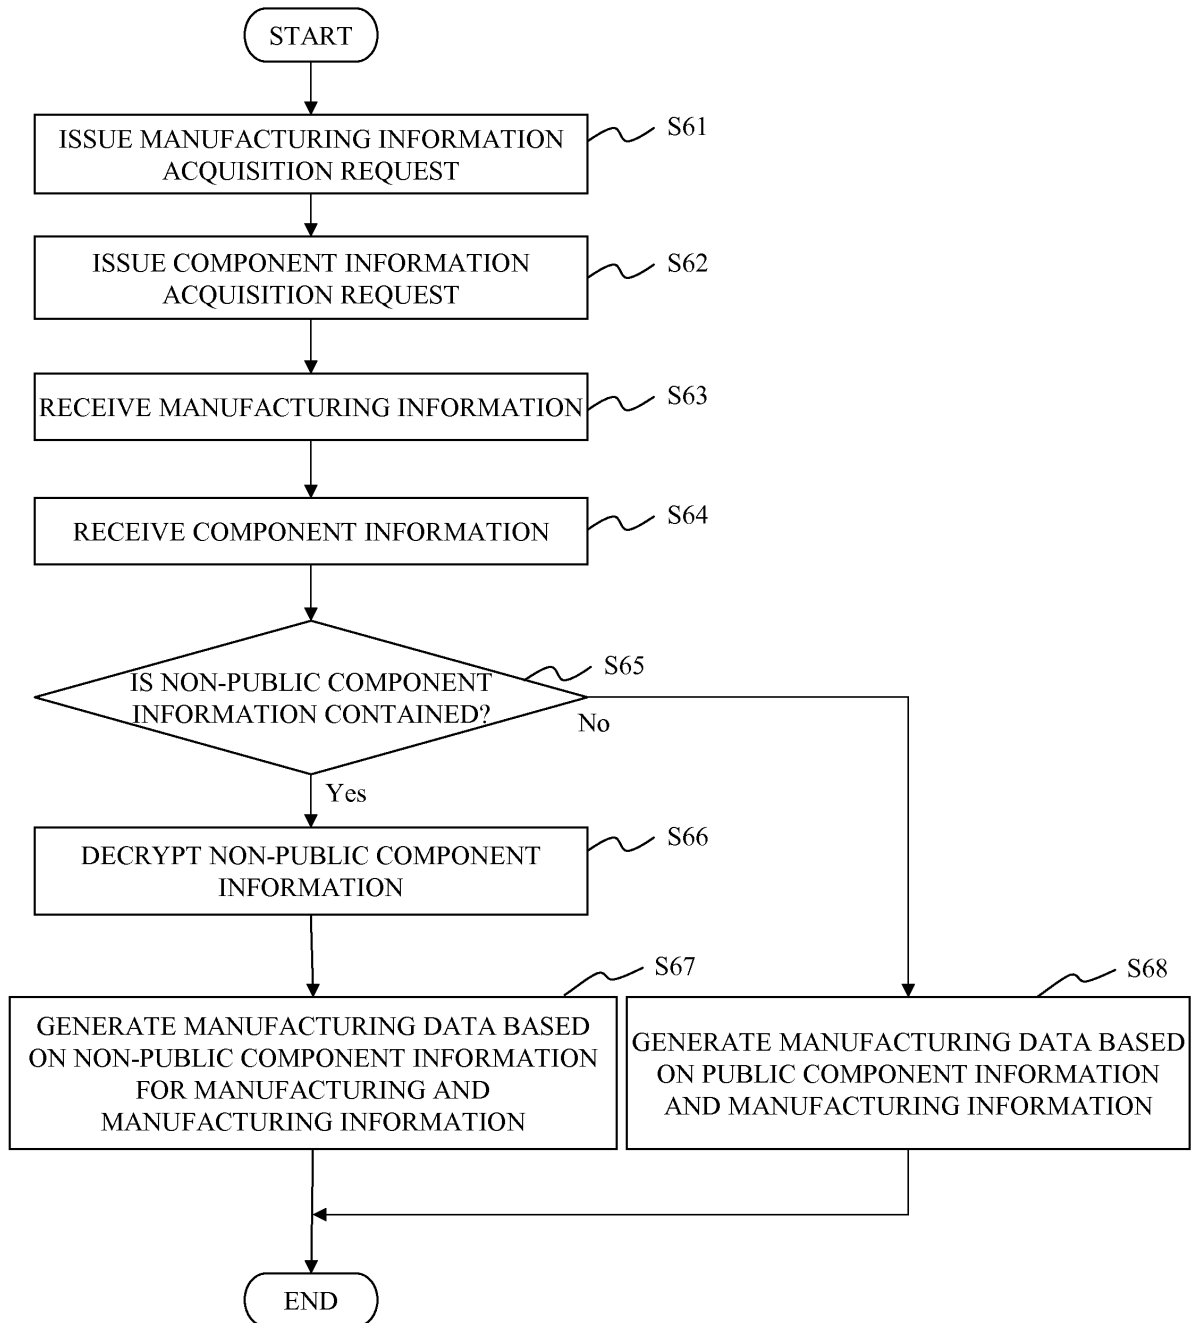 START
ISSUE MANUFACTURING INFORMATION
ACQUISITION REQUEST
S61
ISSUE COMPONENT INFORMATION
ACQUISITION REQUEST
S62
RECEIVE MANUFACTURING INFORMATION
S63
RECEIVE COMPONENT INFORMATION
S64
IS NON-PUBLIC COMPONENT
INFORMATION CONTAINED?
S65
No
Yes
DECRYPT NON-PUBLIC COMPONENT
INFORMATION
S66
GENERATE MANUFACTURING DATA BASED
ON NON-PUBLIC COMPONENT INFORMATION
FOR MANUFACTURING AND
MANUFACTURING INFORMATION
S67
GENERATE MANUFACTURING DATA BASED
ON PUBLIC COMPONENT INFORMATION
AND MANUFACTURING INFORMATION
S68
END